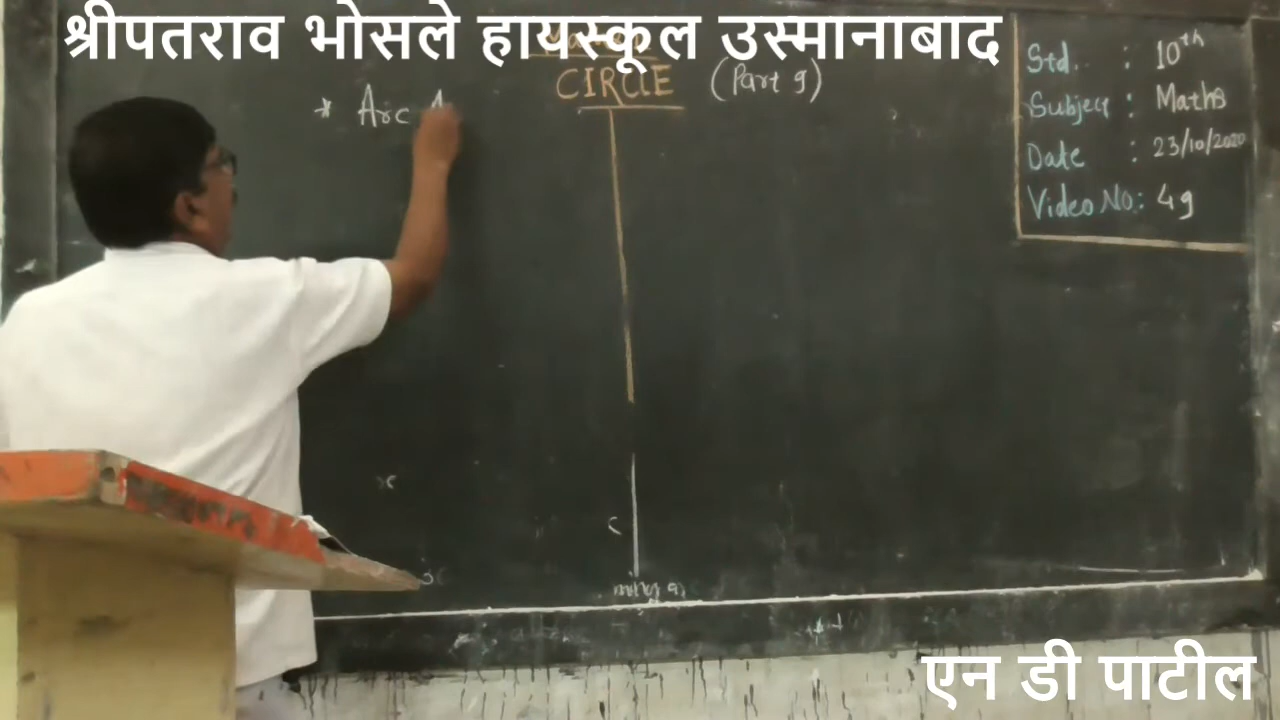 श्रीपतराव भोसले हायस्कूल उस्मानाबाद
CIRCLE (Part 9)
* Arc A
Std. : 10th
Subject : Maths
Date : 23/10/2020
Video No: 49
एन डी पाटील